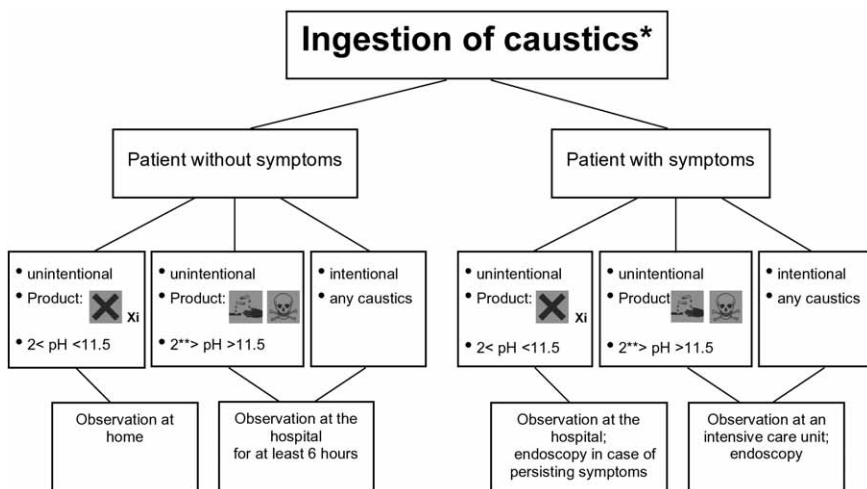 Ingestion of caustics*
Patient without symptoms
Patient with symptoms
• unintentional
• Product:
Xi
• 2< pH <11.5
• unintentional
• Product:
• 2**> pH >11.5
• intentional
• any caustics
• unintentional
• Product:
Xi
• 2< pH <11.5
• unintentional
• Product
• 2**> pH >11.5
• intentional
• any caustics
Observation at
home
Observation at the
hospital
for at least 6 hours
Observation at the
hospital;
endoscopy in case of
persisting symptoms
Observation at an
intensive care unit;
endoscopy